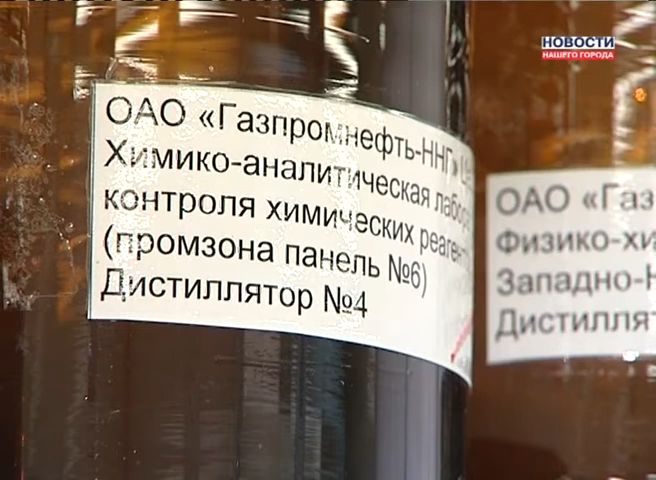 НОВОСТИ
НАШЕГО ГОРОДА
ОАО «Газпромнефть-ННГ»
Химико-аналитическая
контроля химических
(промзона панель №6)
Дистиллятор №4
ОАО «Газ
Физико-хи
Западно-Н
Дистиллят